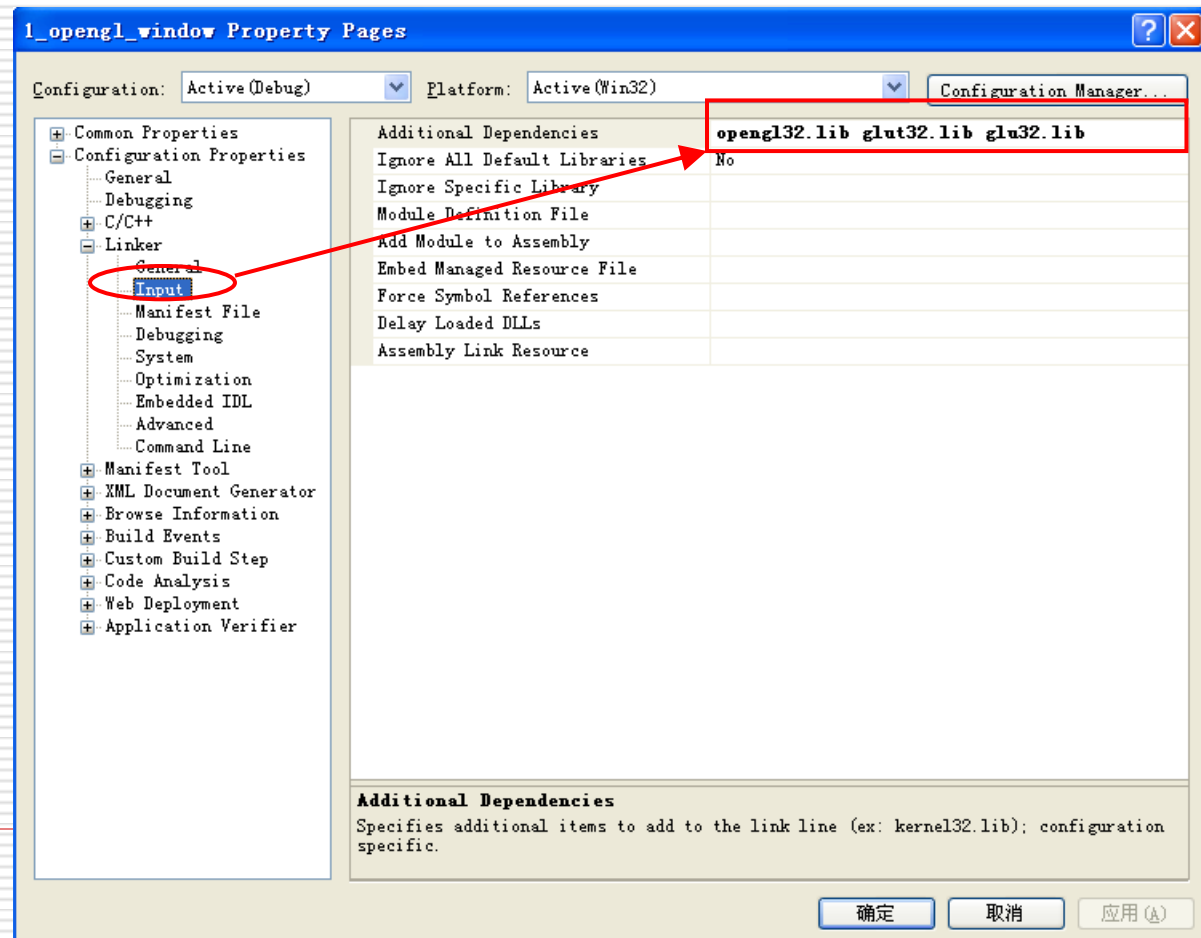 1_opengl_window Property Pages
Configuration: Active(Debug) Platform: Active(Win32) Configuration Manager...
Common Properties
Configuration Properties
General
Debugging
C/C++
Linker
General
Input
Manifest File
Debugging
System
Optimization
Embedded IDL
Advanced
Command Line
Manifest Tool
XML Document Generator
Browse Information
Build Events
Custom Build Step
Code Analysis
Web Deployment
Application Verifier
Additional Dependencies opengl32.lib glut32.lib glu32.lib
Ignore All Default Libraries No
Ignore Specific Library
Module Definition File
Add Module to Assembly
Embed Managed Resource File
Force Symbol References
Delay Loaded DLLs
Assembly Link Resource
Additional Dependencies
Specifies additional items to add to the link line (ex: kernel32.lib); configuration
specific.
确定 取消 应用(A)